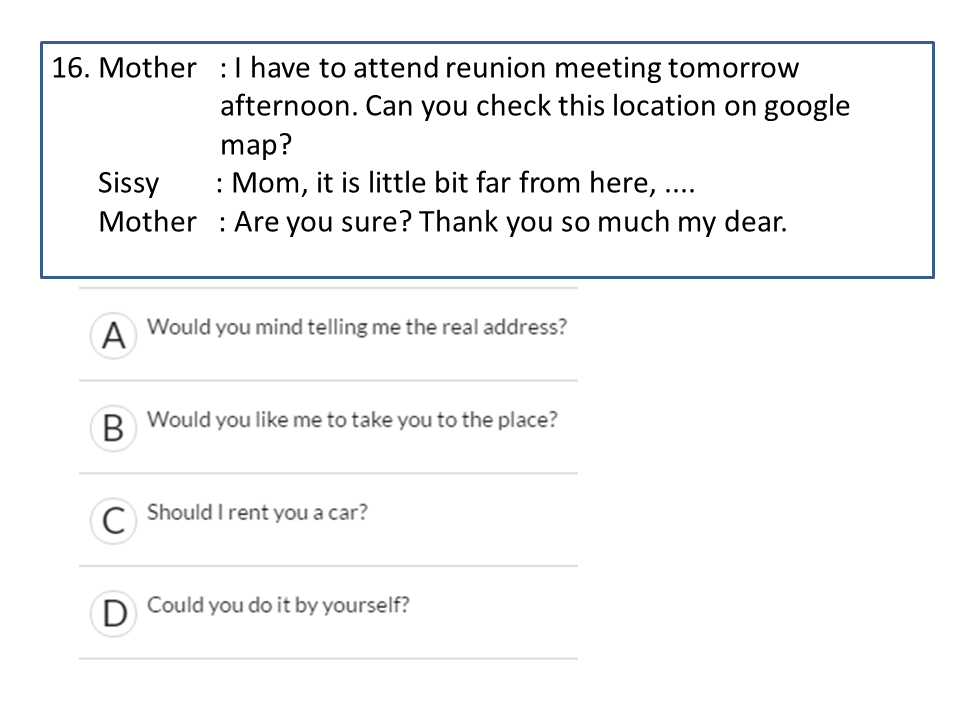 16. Mother : I have to attend reunion meeting tomorrow
afternoon. Can you check this location on google
map?
Sissy : Mom, it is little bit far from here, ....
Mother : Are you sure? Thank you so much my dear.
A Would you mind telling me the real address?
B Would you like me to take you to the place?
C Should I rent you a car?
D Could you do it by yourself?